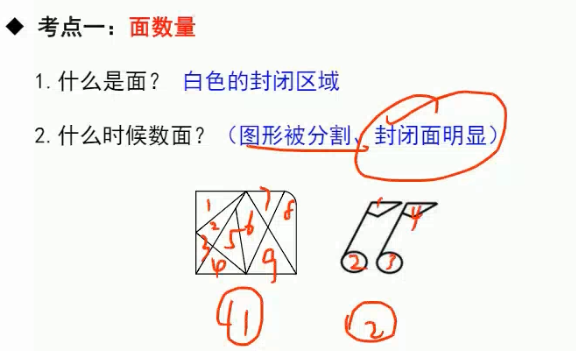 ◆ 考点一：面数量
1. 什么是面？ 白色的封闭区域
2. 什么时候数面？（图形被分割、封闭面明显）
1 2 3 4 5 6 7 8 9
1 2 3 4
2